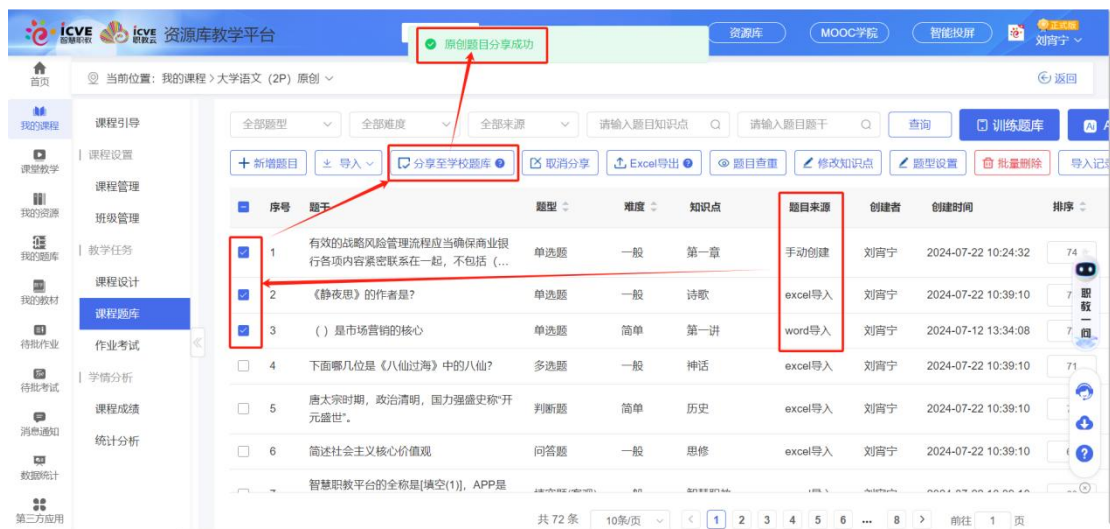 icve 智慧职教 icve 职教云 资源库教学平台
原创题目分享成功
资源库 MOOC学院 智能投屏 正式版 刘宵宁
首页
当前位置：我的课程 > 大学语文（2P）原创
返回
我的课程
课堂教学
我的资源
我的题库
我的教材
待批作业
待批考试
消息通知
数据统计
第三方应用
课程引导
课程设置
课程管理
班级管理
教学任务
课程设计
课程题库
作业考试
学情分析
课程成绩
统计分析
全部题型 全部难度 全部来源 请输入题目知识点 请输入题目题干 查询 训练题库 AI
新增题目 导入 分享至学校题库 取消分享 Excel导出 题目查重 修改知识点 题型设置 批量删除 导入记
序号 题干 题型 难度 知识点 题目来源 创建者 创建时间 排序
1 有效的战略风险管理流程应当确保商业银
行各项内容紧密联系在一起，不包括（... 单选题 一般 第一章 手动创建 刘宵宁 2024-07-22 10:24:32 74
2 《静夜思》的作者是? 单选题 一般 诗歌 excel导入 刘宵宁 2024-07-22 10:39:10
3 （ ）是市场营销的核心 单选题 简单 第一讲 word导入 刘宵宁 2024-07-12 13:34:08
4 下面哪几位是《八仙过海》中的八仙? 多选题 一般 神话 excel导入 刘宵宁 2024-07-22 10:39:10 71
5 唐太宗时期，政治清明，国力强盛史称“开
元盛世”。 判断题 简单 历史 excel导入 刘宵宁 2024-07-22 10:39:10
6 简述社会主义核心价值观 问答题 一般 思修 excel导入 刘宵宁 2024-07-22 10:39:10
智慧职教平台的全称是[填空(1)]，APP是
职教一问
共 72 条 10条/页 1 2 3 4 5 6 ... 8 前往 1 页